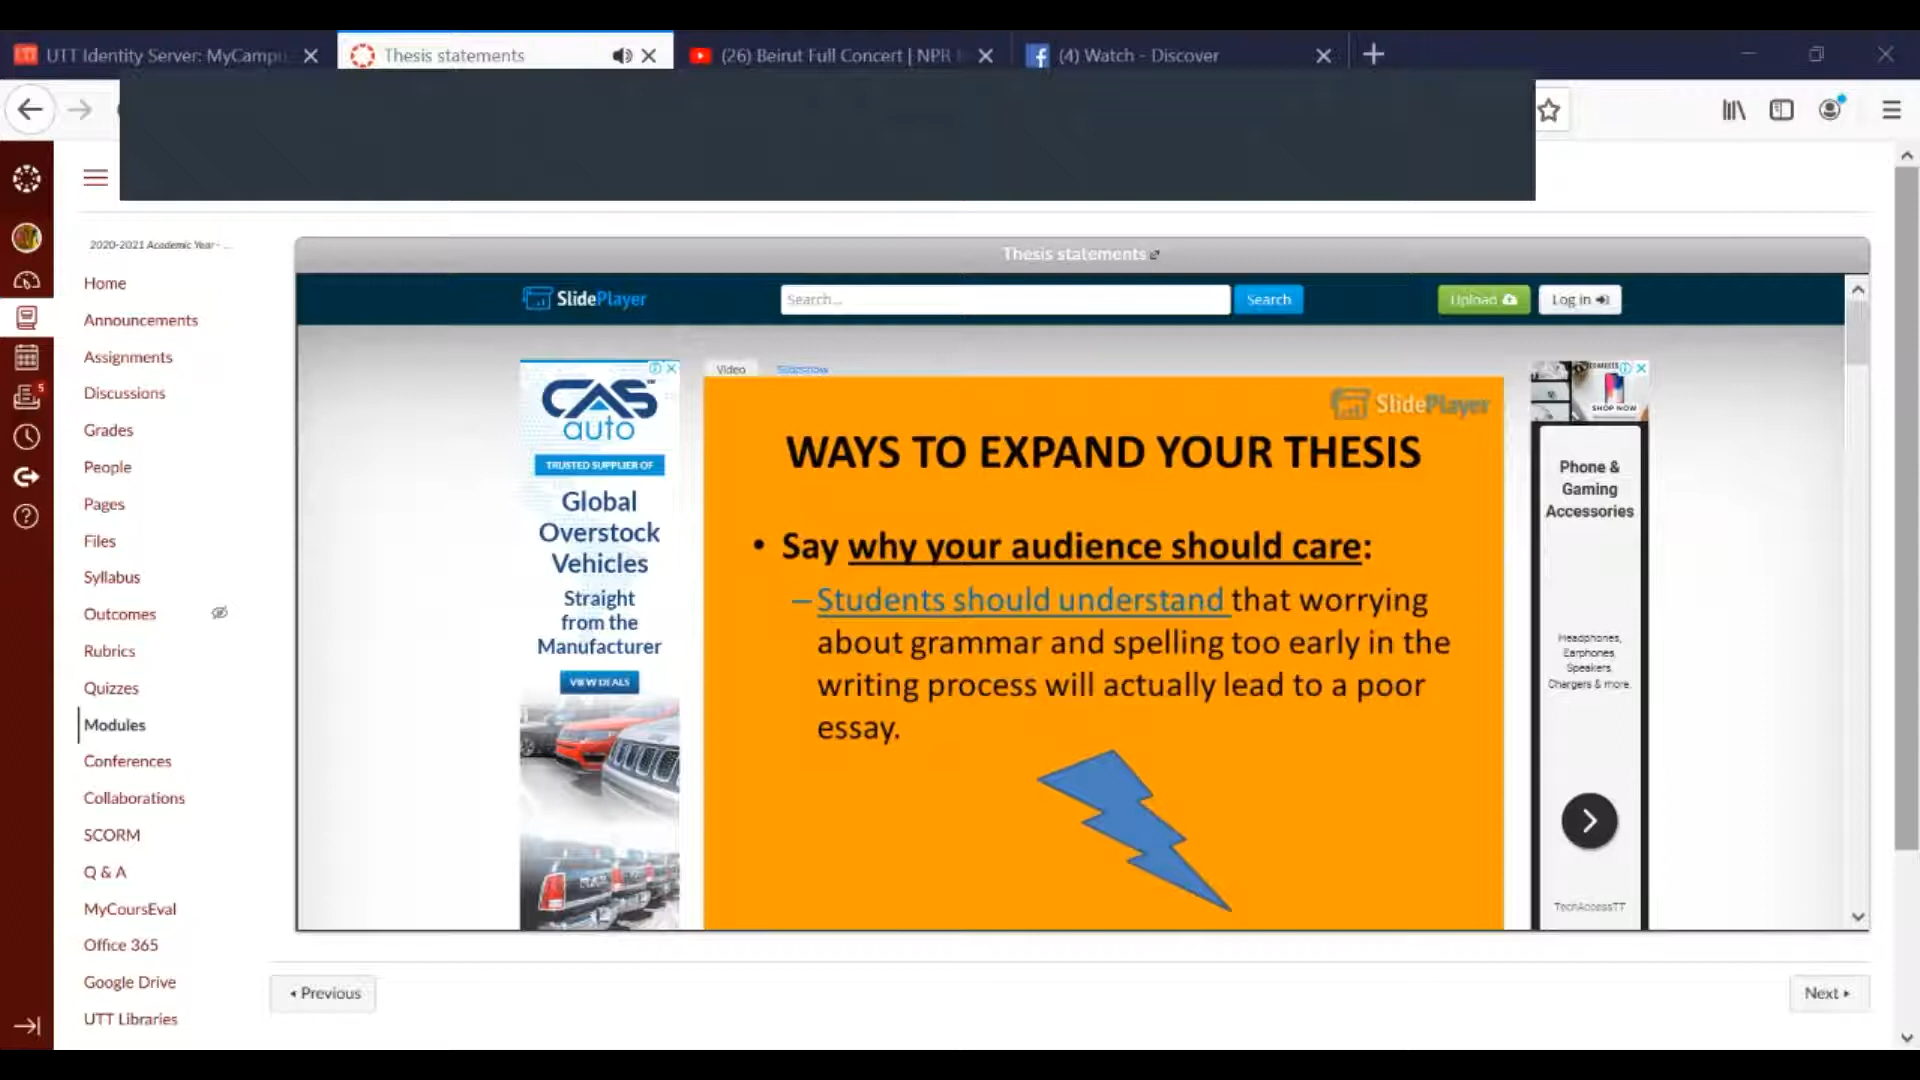 UTT Identity Server: MyCampu
Thesis statements
(26) Beirut Full Concert | NPR
(4) Watch - Discover
2020-2021 Academic Year - ...
Home
Announcements
Assignments
Discussions
Grades
People
Pages
Files
Syllabus
Outcomes
Rubrics
Quizzes
Modules
Conferences
Collaborations
SCORM
Q & A
MyCoursEval
Office 365
Google Drive
UTT Libraries
5
Thesis statements
SlidePlayer
Search...
Search
Upload
Log in
CAS
auto
TRUSTED SUPPLIER OF
Global
Overstock
Vehicles
Straight
from the
Manufacturer
VIEW DEALS
Video
Slideshow
SlidePlayer
WAYS TO EXPAND YOUR THESIS
• Say why your audience should care:
– Students should understand that worrying
about grammar and spelling too early in the
writing process will actually lead to a poor
essay.
SHOP NOW
Phone &
Gaming
Accessories
Headphones,
Earphones,
Speakers,
Chargers & more.
TechAccessTT
Previous
Next